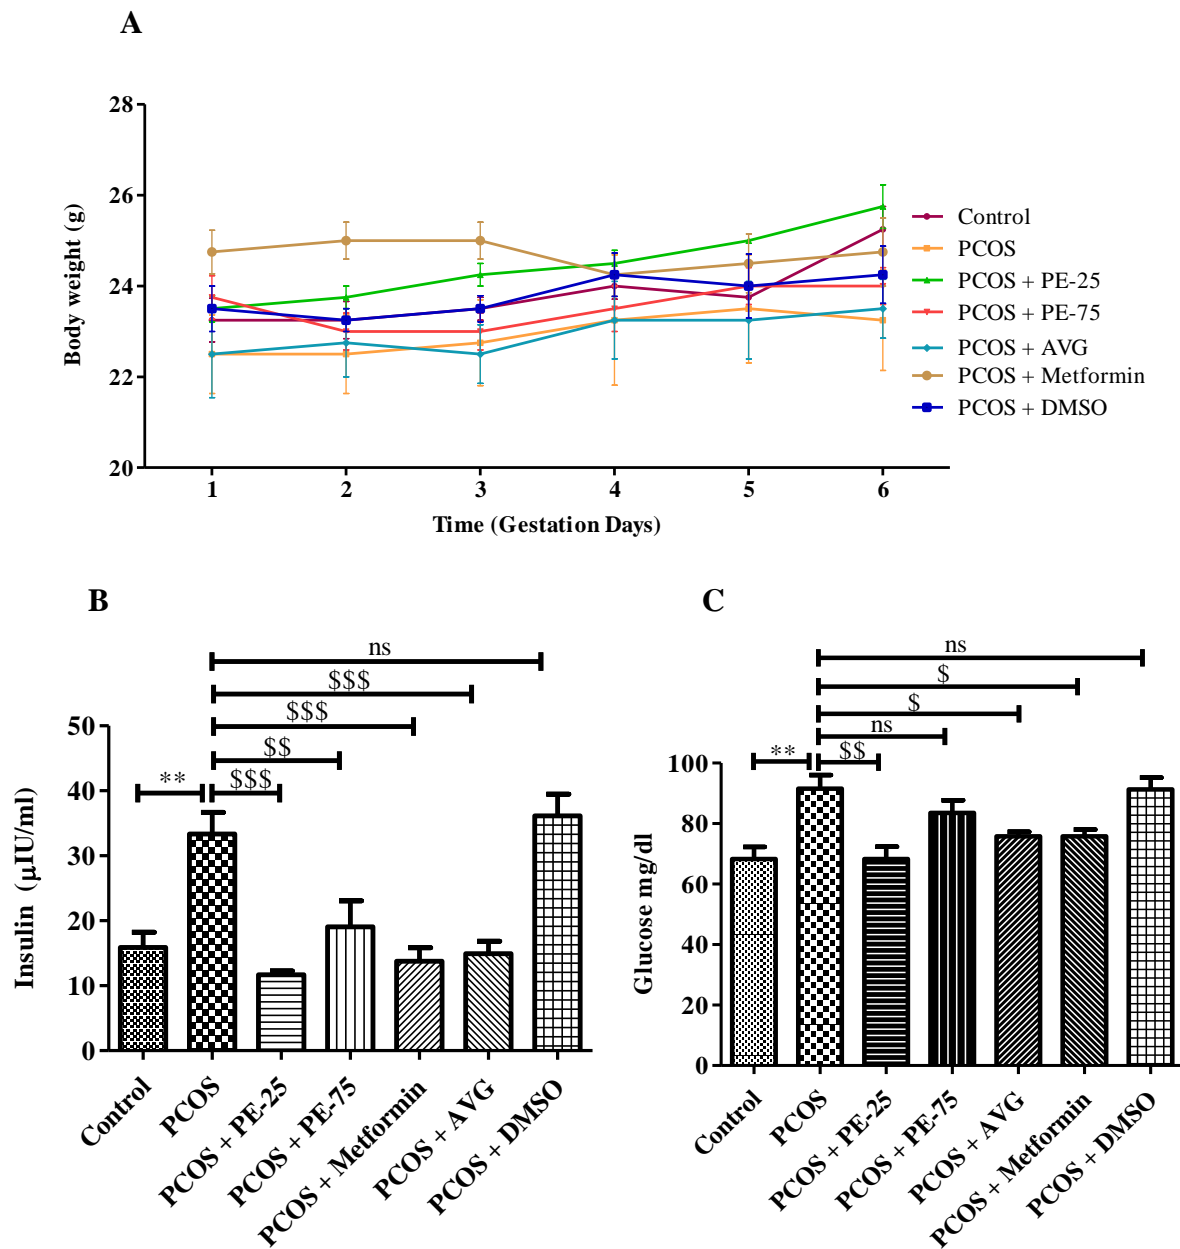 A
28
26
24
22
20
Body weight (g)
1 2 3 4 5 6
Time (Gestation Days)
Control
PCOS
PCOS + PE-25
PCOS + PE-75
PCOS + AVG
PCOS + Metformin
PCOS + DMSO
B
ns
$$$
$$$
$$
** $$$
50
40
30
20
10
0
Insulin (μIU/ml)
Control
PCOS
PCOS + PE-25
PCOS + PE-75
PCOS + Metformin
PCOS + AVG
PCOS + DMSO
C
ns
$
$
ns
** $$
100
80
60
40
20
0
Glucose mg/dl
Control
PCOS
PCOS + PE-25
PCOS + PE-75
PCOS + AVG
PCOS + Metformin
PCOS + DMSO